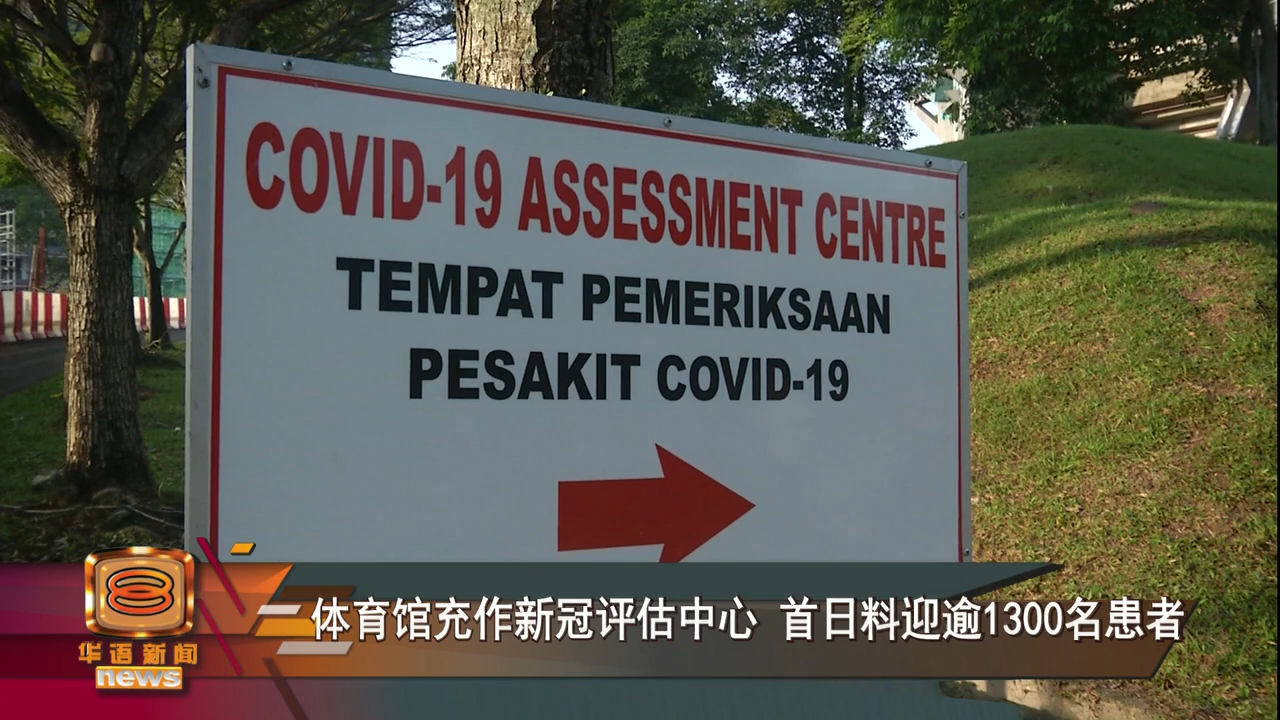 COVID-19 ASSESSMENT CENTRE
TEMPAT PEMERIKSAAN
PESAKIT COVID-19
体育馆充作新冠评估中心 首日料迎逾1300名患者
8
华语新闻
news